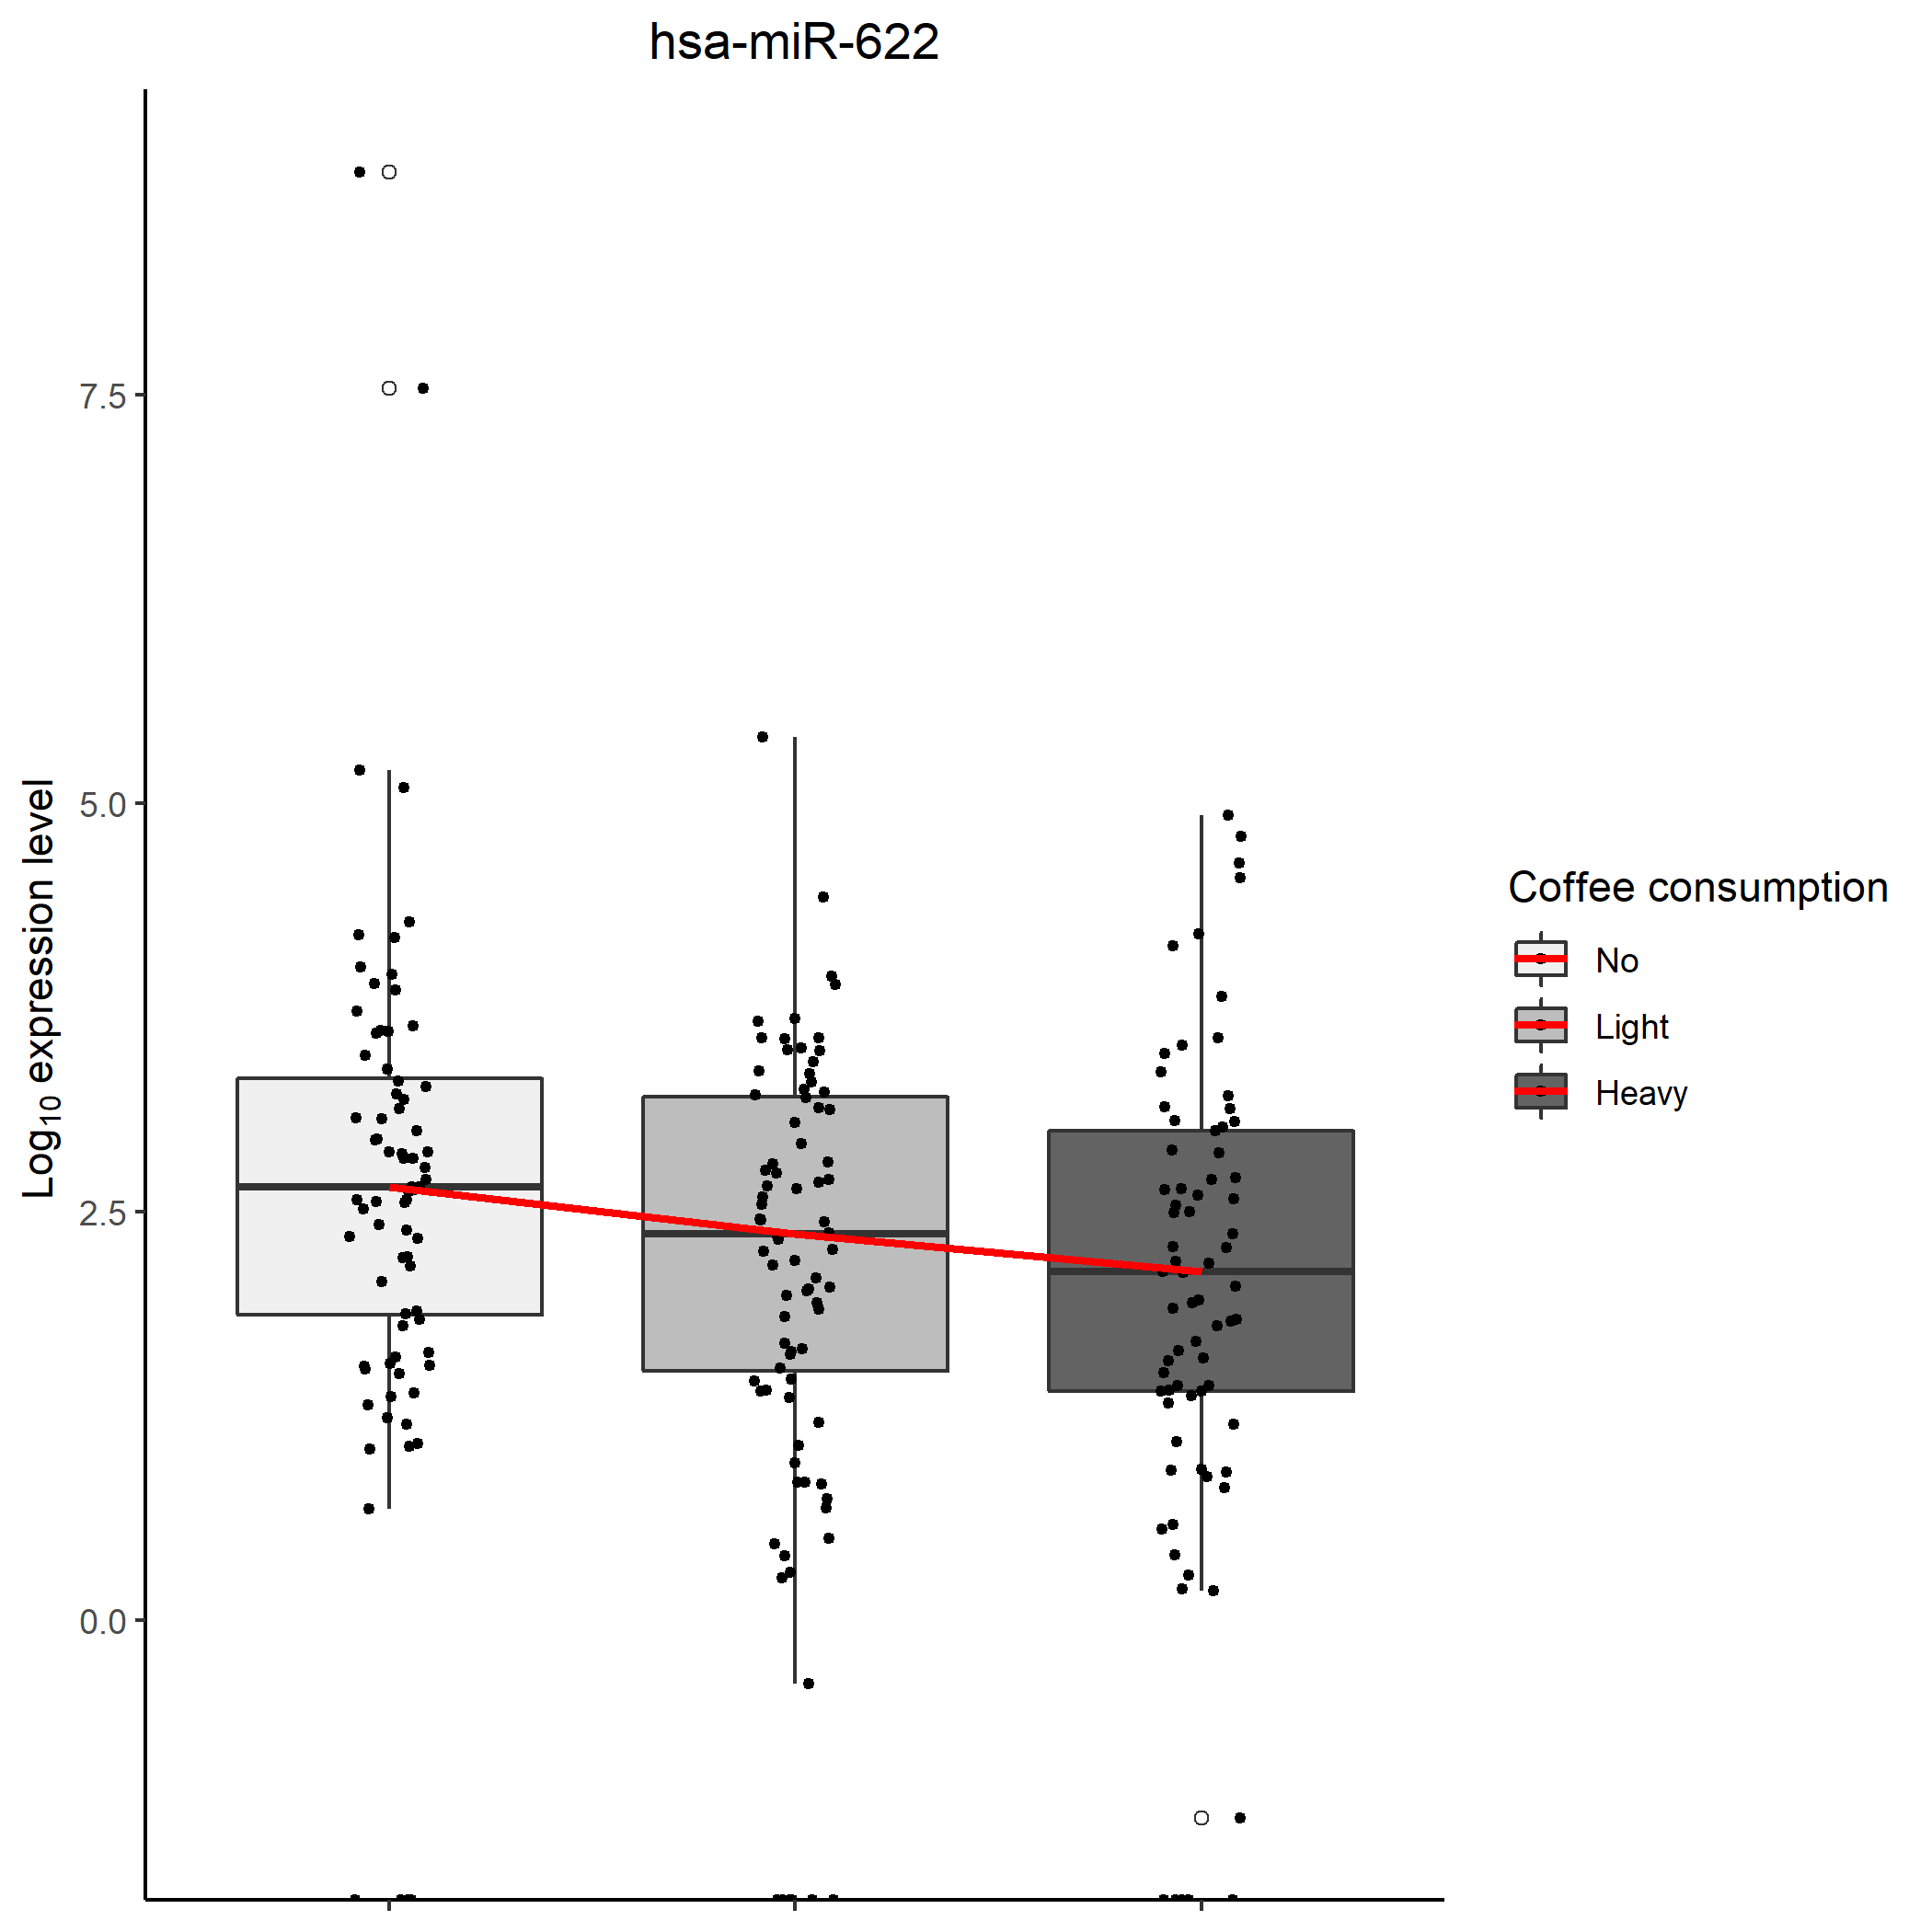 hsa-miR-622
Log₁₀ expression level
7.5
5.0
2.5
0.0
Coffee consumption
No
Light
Heavy